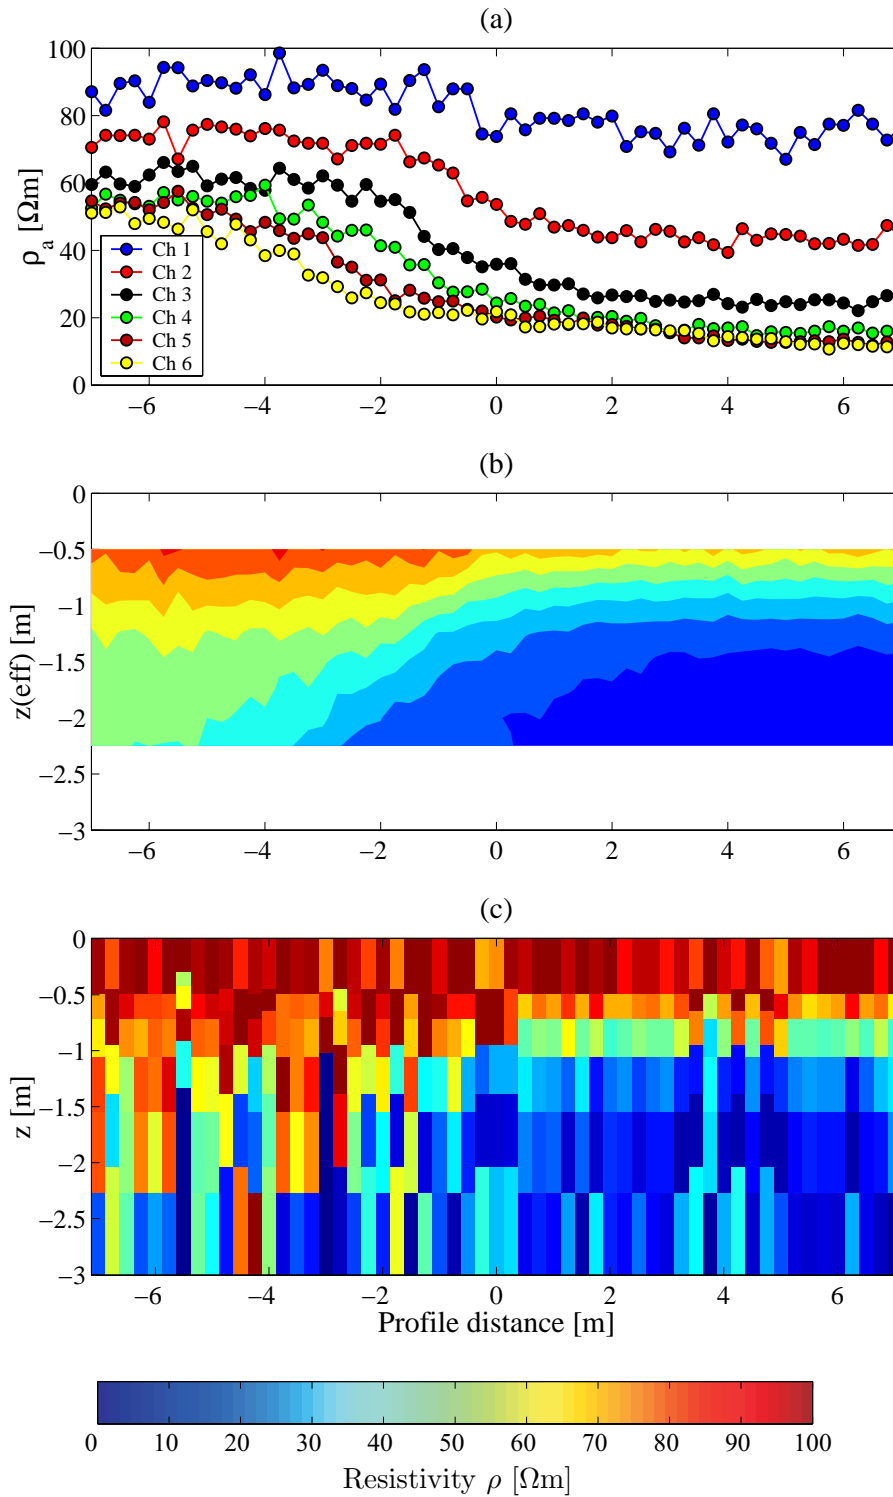 (a)
100
80
60
40
20
0
ρa [Ωm]
Ch 1
Ch 2
Ch 3
Ch 4
Ch 5
Ch 6
−6 −4 −2 0 2 4 6
(b)
0
−0.5
−1
−1.5
−2
−2.5
−3
z(eff) [m]
−6 −4 −2 0 2 4 6
(c)
0
−0.5
−1
−1.5
−2
−2.5
−3
z [m]
−6 −4 −2 0 2 4 6
Profile distance [m]
0 10 20 30 40 50 60 70 80 90 100
Resistivity ρ [Ωm]